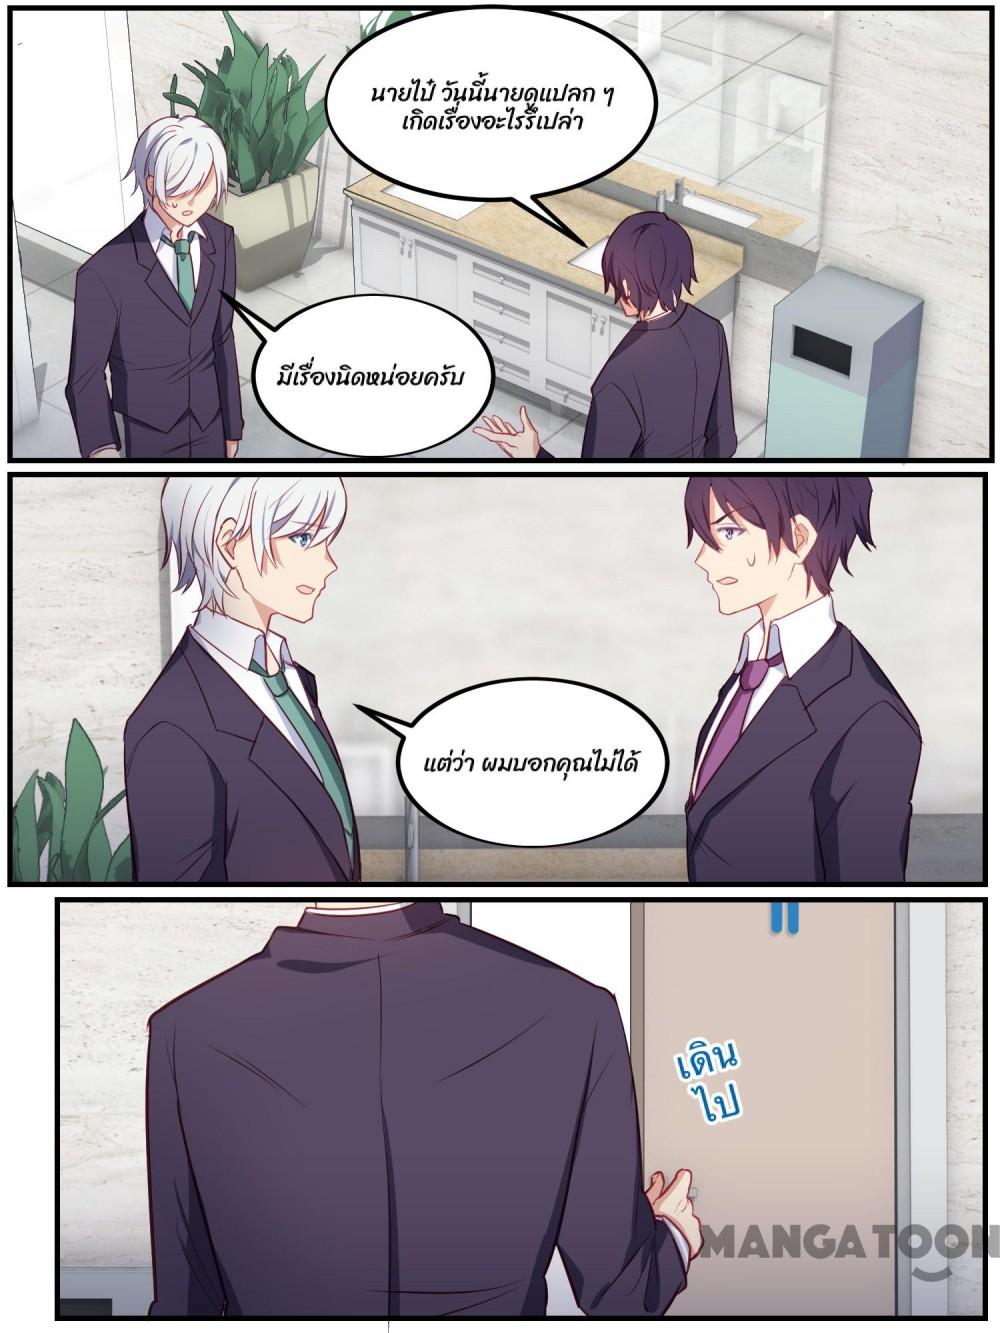 นายไป๋ วันนี้นายดูแปลก ๆ
เกิดเรื่องอะไรรึเปล่า
มีเรื่องนิดหน่อยครับ
แต่ว่า ผมบอกคุณไม่ได้
เดิน
ไป
MANGATOON